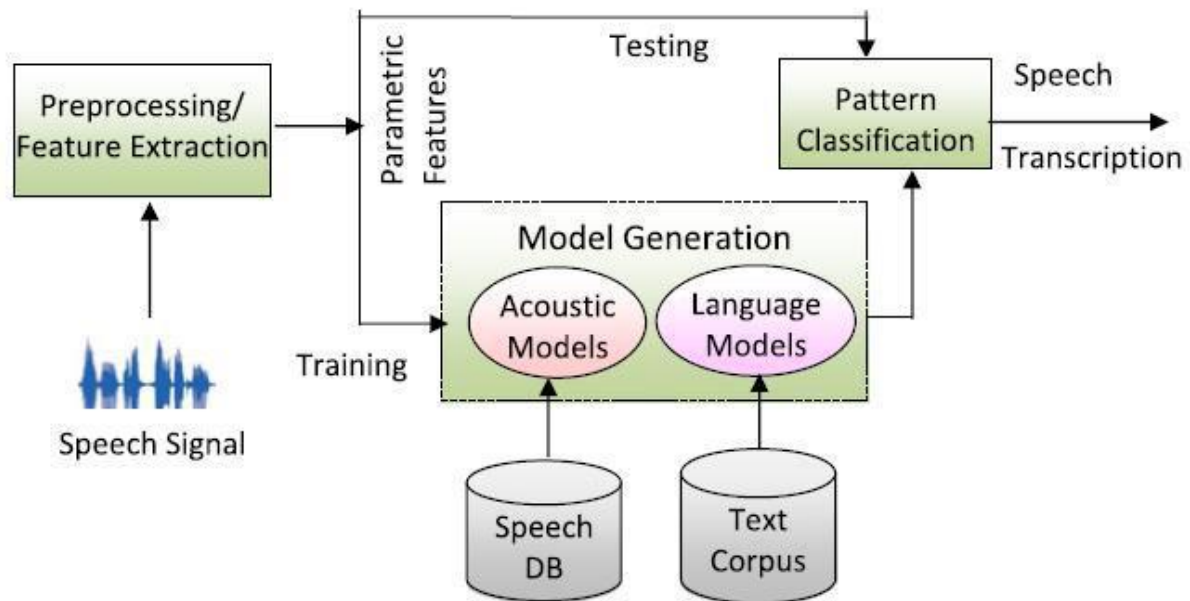 Preprocessing/
Feature Extraction
Parametric
Features
Testing
Pattern
Classification
Speech
Transcription
Model Generation
Acoustic
Models
Language
Models
Training
Speech Signal
Speech
DB
Text
Corpus